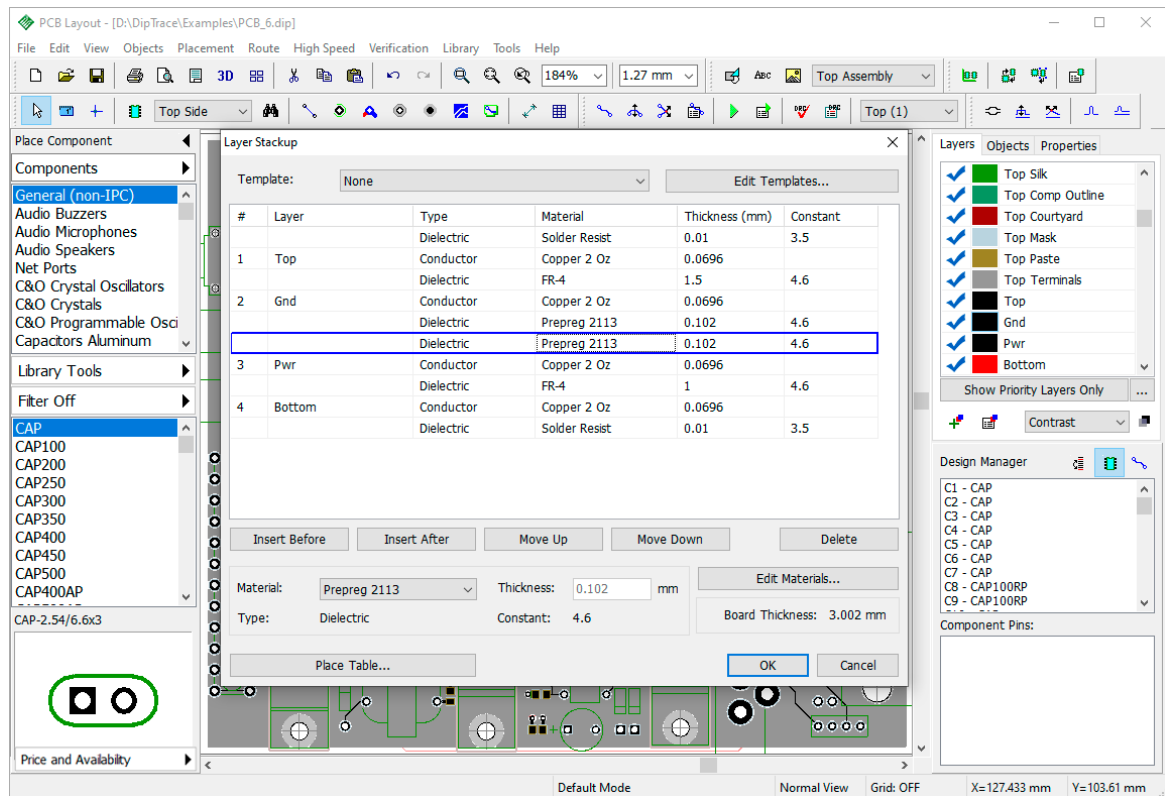 PCB Layout - [D:\DipTrace\Examples\PCB_6.dip]
File Edit View Objects Placement Route High Speed Verification Library Tools Help
3D 184% 1.27 mm ABC Top Assembly
Top Side DRC Top (1)
Place Component
Components
General (non-IPC)
Audio Buzzers
Audio Microphones
Audio Speakers
Net Ports
C&O Crystal Oscillators
C&O Crystals
C&O Programmable Osci
Capacitors Aluminum
Library Tools
Filter Off
CAP
CAP100
CAP200
CAP250
CAP300
CAP350
CAP400
CAP450
CAP500
CAP400AP
CAP-2.54/6.6x3
Price and Availability
Layer Stackup
Template: None Edit Templates...
# Layer Type Material Thickness (mm) Constant
Dielectric Solder Resist 0.01 3.5
1 Top Conductor Copper 2 Oz 0.0696
Dielectric FR-4 1.5 4.6
2 Gnd Conductor Copper 2 Oz 0.0696
Dielectric Prepreg 2113 0.102 4.6
Dielectric Prepreg 2113 0.102 4.6
3 Pwr Conductor Copper 2 Oz 0.0696
Dielectric FR-4 1 4.6
4 Bottom Conductor Copper 2 Oz 0.0696
Dielectric Solder Resist 0.01 3.5
Insert Before Insert After Move Up Move Down Delete
Material: Prepreg 2113 Thickness: 0.102 mm Edit Materials...
Type: Dielectric Constant: 4.6 Board Thickness: 3.002 mm
Place Table... OK Cancel
Layers Objects Properties
Top Silk
Top Comp Outline
Top Courtyard
Top Mask
Top Paste
Top Terminals
Top
Gnd
Pwr
Bottom
Show Priority Layers Only ...
Contrast
Design Manager
C1 - CAP
C2 - CAP
C3 - CAP
C4 - CAP
C5 - CAP
C6 - CAP
C7 - CAP
C8 - CAP100RP
C9 - CAP100RP
Component Pins:
Default Mode Normal View Grid: OFF X=127.433 mm Y=103.61 mm